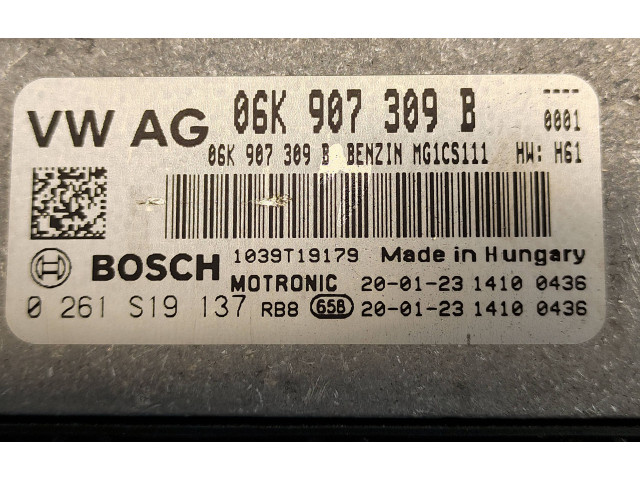 VW AG 06K 907 309 B ----
0001
06K 907 309 B BENZIN MG1CS111 HW: H61
1039T19179 Made in Hungary
BOSCH
MOTRONIC 20-01-23 1410 0436
0 261 S19 137 RB8 65B 20-01-23 1410 0436